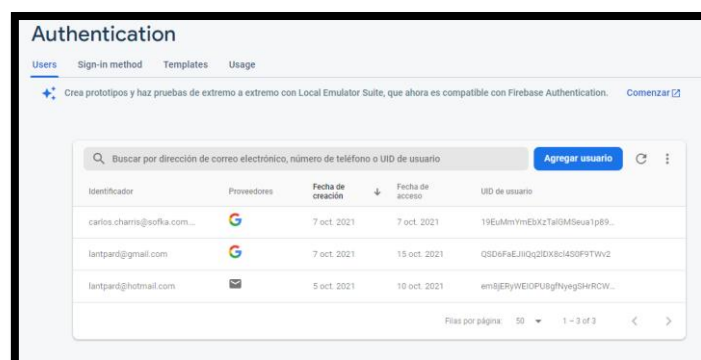 Authentication
Users Sign-in method Templates Usage
Crea prototipos y haz pruebas de extremo a extremo con Local Emulator Suite, que ahora es compatible con Firebase Authentication. Comenzar
Buscar por dirección de correo electrónico, número de teléfono o UID de usuario Agregar usuario
Identificador Proveedores Fecha de creación Fecha de acceso UID de usuario
carlos.charris@sofka.com... 7 oct. 2021 7 oct. 2021
lantpard@gmail.com 7 oct. 2021 15 oct. 2021
lantpard@hotmail.com 5 oct. 2021 10 oct. 2021
Filas por página: 50 1 – 3 of 3